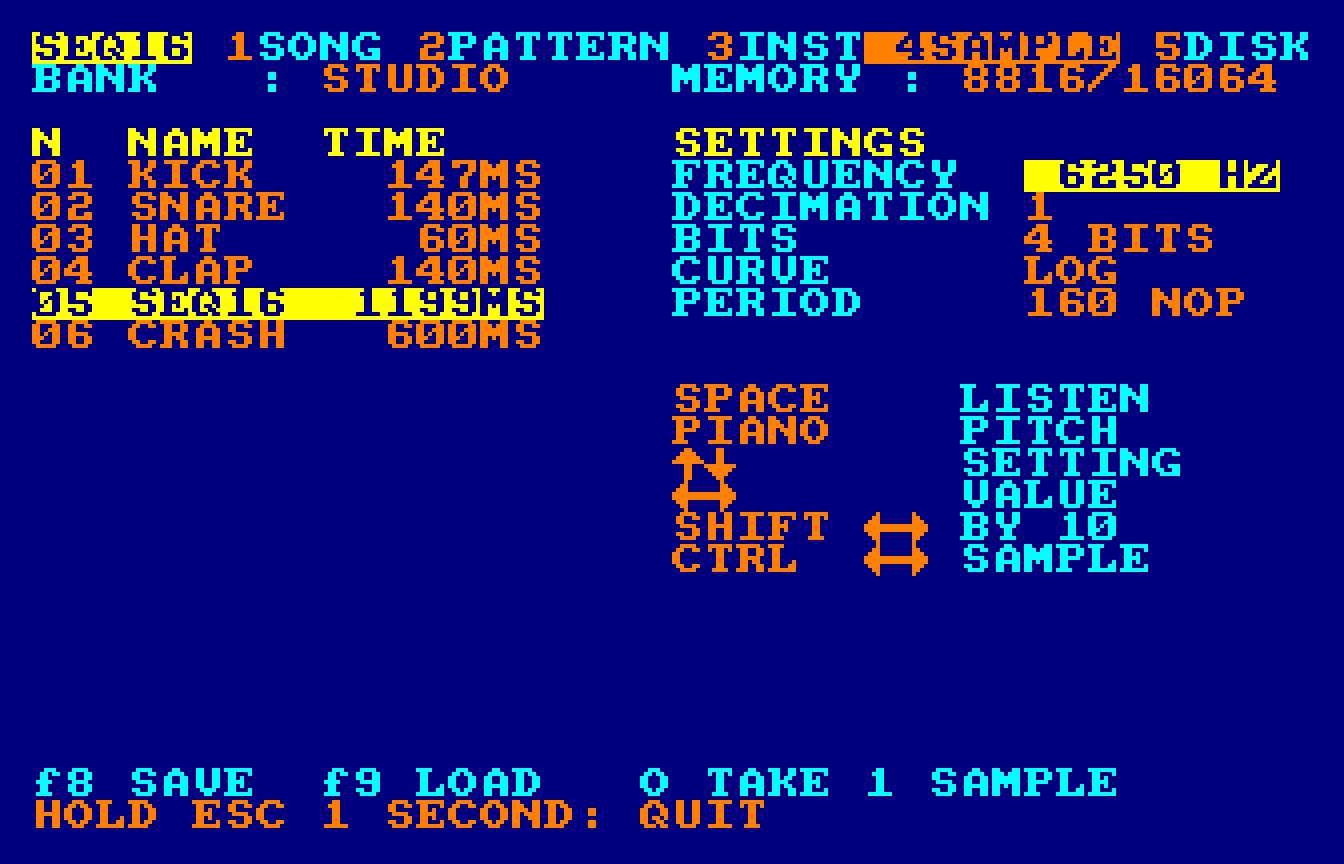 SEQ16 1SONG 2PATTERN 3INST 4SAMPLE 5DISK
BANK : STUDIO MEMORY : 8816/16064
N NAME TIME SETTINGS
01 KICK 147MS FREQUENCY 6250 HZ
02 SNARE 140MS DECIMATION 1
03 HAT 60MS BITS 4 BITS
04 CLAP 140MS CURVE LOG
05 SEQ16 1199MS PERIOD 160 NOP
06 CRASH 600MS
SPACE LISTEN
PIANO PITCH
↑↓ SETTING
↔ VALUE
SHIFT ↔ BY 10
CTRL ↔ SAMPLE
f8 SAVE f9 LOAD O TAKE 1 SAMPLE
HOLD ESC 1 SECOND: QUIT